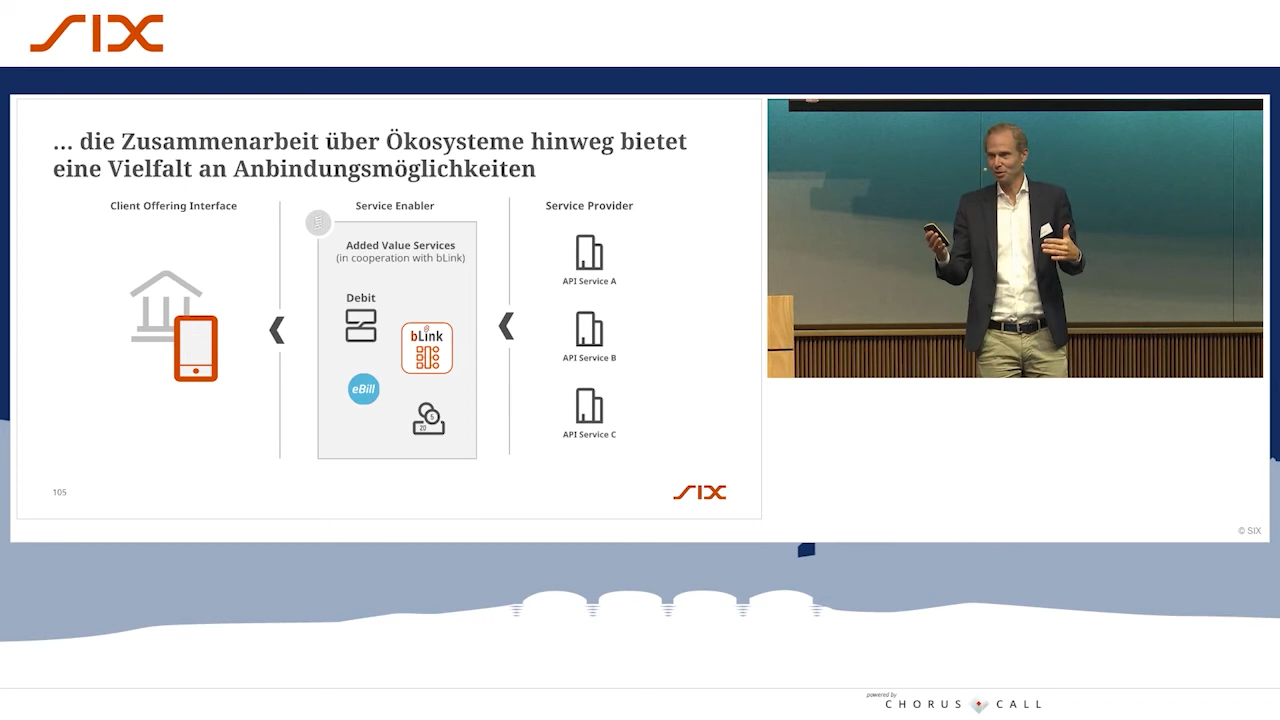 SIX
... die Zusammenarbeit über Ökosysteme hinweg bietet
eine Vielfalt an Anbindungsmöglichkeiten
Client Offering Interface
Service Enabler
Service Provider
Added Value Services
(in cooperation with bLink)
Debit
bLink
eBill
5
20
API Service A
API Service B
API Service C
105
SIX
© SIX
powered by
CHORUS CALL